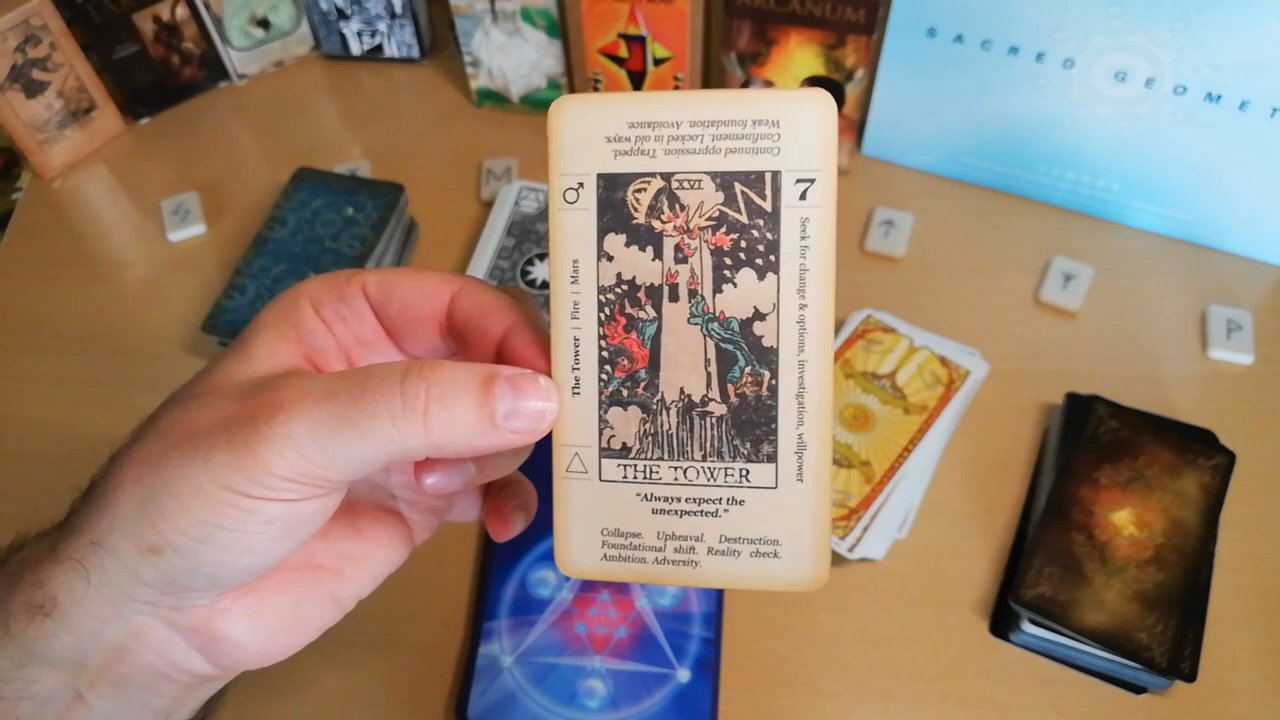 ARCANUM
SACRED GEOMET
Continued oppression. Trapped.
Confinement. Locked in old ways.
Weak foundation. Avoidance.
♂
7
XVI
The Tower | Fire | Mars
Seek for change & options, investigation, willpower
THE TOWER
“Always expect the
unexpected.”
Collapse. Upheaval. Destruction.
Foundational shift. Reality check.
Ambition. Adversity.
M
P